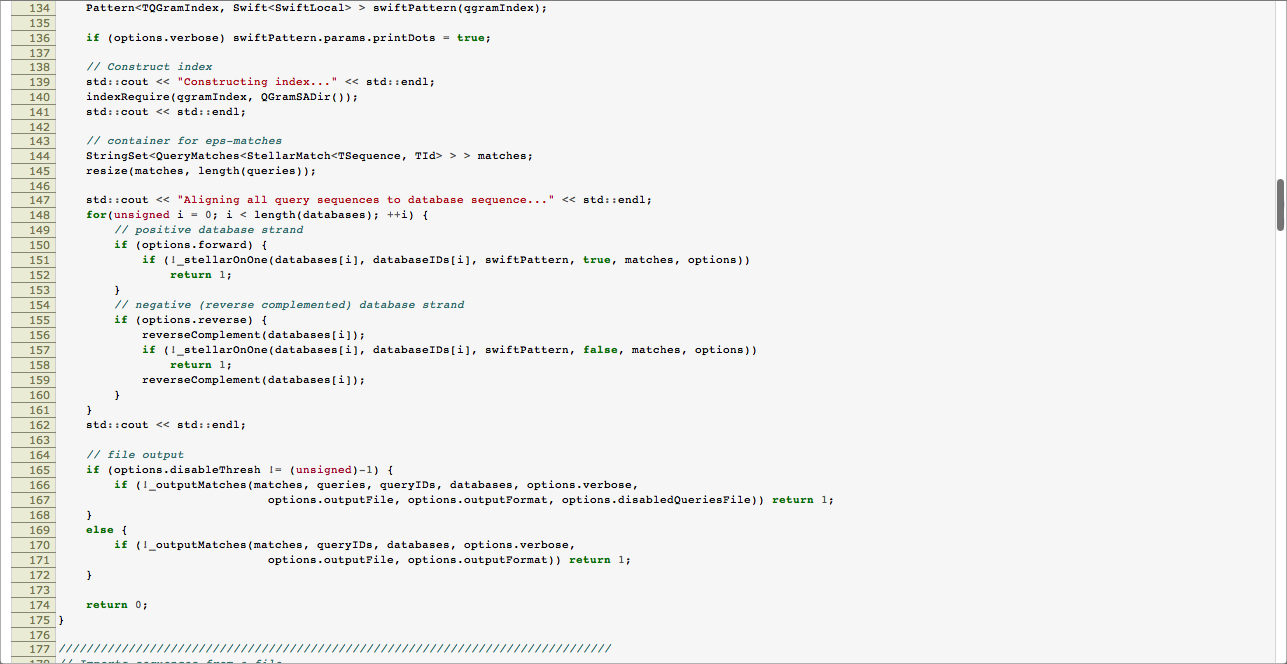 134     Pattern<TQGramIndex, Swift<SwiftLocal> > swiftPattern(qgramIndex);
135
136     if (options.verbose) swiftPattern.params.printDots = true;
137
138     // Construct index
139     std::cout << "Constructing index..." << std::endl;
140     indexRequire(qgramIndex, QGramSADir());
141     std::cout << std::endl;
142
143     // container for eps-matches
144     StringSet<QueryMatches<StellarMatch<TSequence, TId> > > matches;
145     resize(matches, length(queries));
146
147     std::cout << "Aligning all query sequences to database sequence..." << std::endl;
148     for(unsigned i = 0; i < length(databases); ++i) {
149         // positive database strand
150         if (options.forward) {
151             if (!_stellarOnOne(databases[i], databaseIDs[i], swiftPattern, true, matches, options))
152                 return 1;
153         }
154         // negative (reverse complemented) database strand
155         if (options.reverse) {
156             reverseComplement(databases[i]);
157             if (!_stellarOnOne(databases[i], databaseIDs[i], swiftPattern, false, matches, options))
158                 return 1;
159             reverseComplement(databases[i]);
160         }
161     }
162     std::cout << std::endl;
163
164     // file output
165     if (options.disableThresh != (unsigned)-1) {
166         if (!_outputMatches(matches, queries, queryIDs, databases, options.verbose,
167                               options.outputFile, options.outputFormat, options.disabledQueriesFile)) return 1;
168     }
169     else {
170         if (!_outputMatches(matches, queryIDs, databases, options.verbose,
171                               options.outputFile, options.outputFormat)) return 1;
172     }
173
174     return 0;
175 }
176
177 ///////////////////////////////////////////////////////////////////////////////
178 // Imports sequences from a file